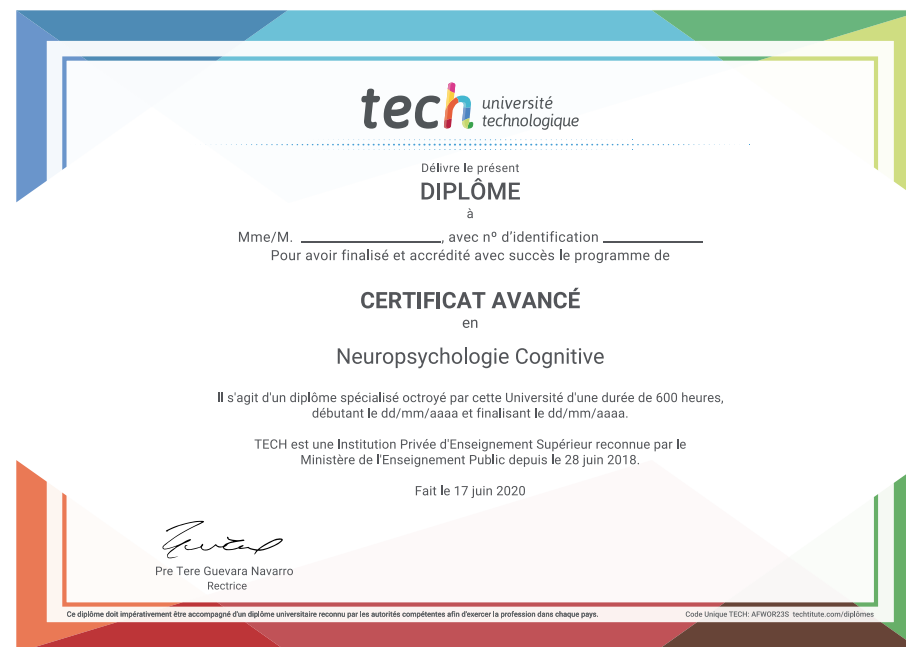 tech université
technologique
Délivre le présent
DIPLÔME
à
Mme/M. ____________________, avec nº d'identification ______________
Pour avoir finalisé et accrédité avec succès le programme de
CERTIFICAT AVANCÉ
en
Neuropsychologie Cognitive
Il s'agit d'un diplôme spécialisé octroyé par cette Université d'une durée de 600 heures,
débutant le dd/mm/aaaa et finalisant le dd/mm/aaaa.
TECH est une Institution Privée d'Enseignement Supérieur reconnue par le
Ministère de l'Enseignement Public depuis le 28 juin 2018.
Fait le 17 juin 2020
Pre Tere Guevara Navarro
Rectrice
Ce diplôme doit impérativement être accompagné d'un diplôme universitaire reconnu par les autorités compétentes afin d'exercer la profession dans chaque pays.
Code Unique TECH: AFWOR23S techtitute.com/diplômes